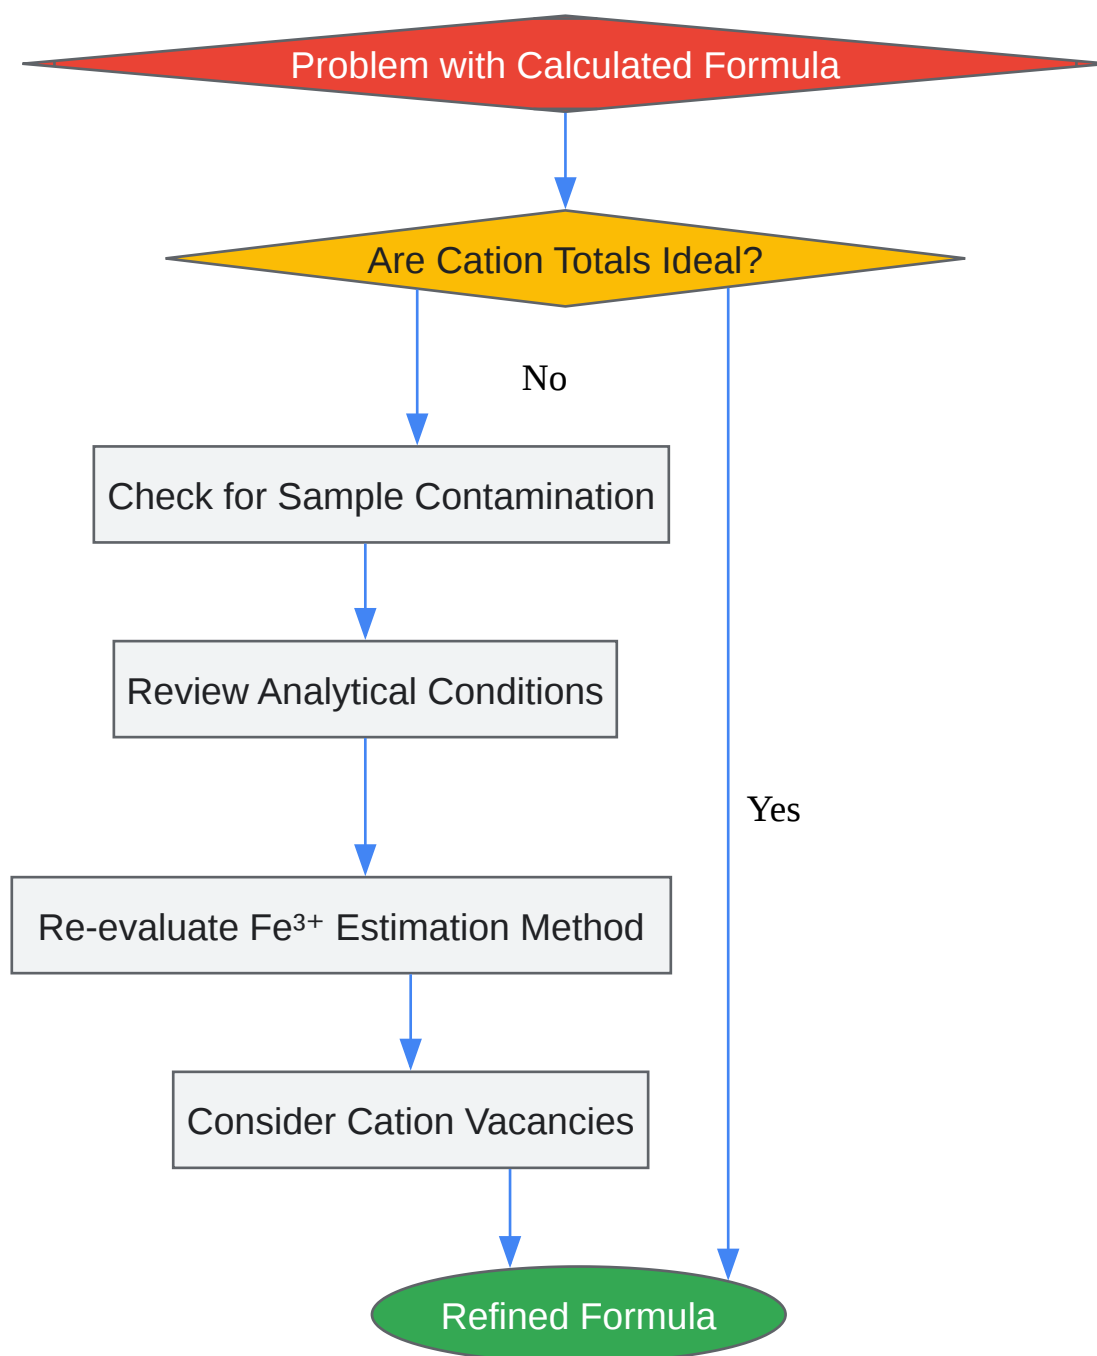 Problem with Calculated Formula
Are Cation Totals Ideal?
No
Check for Sample Contamination
Review Analytical Conditions
Yes
Re-evaluate Fe³⁺ Estimation Method
Consider Cation Vacancies
Refined Formula